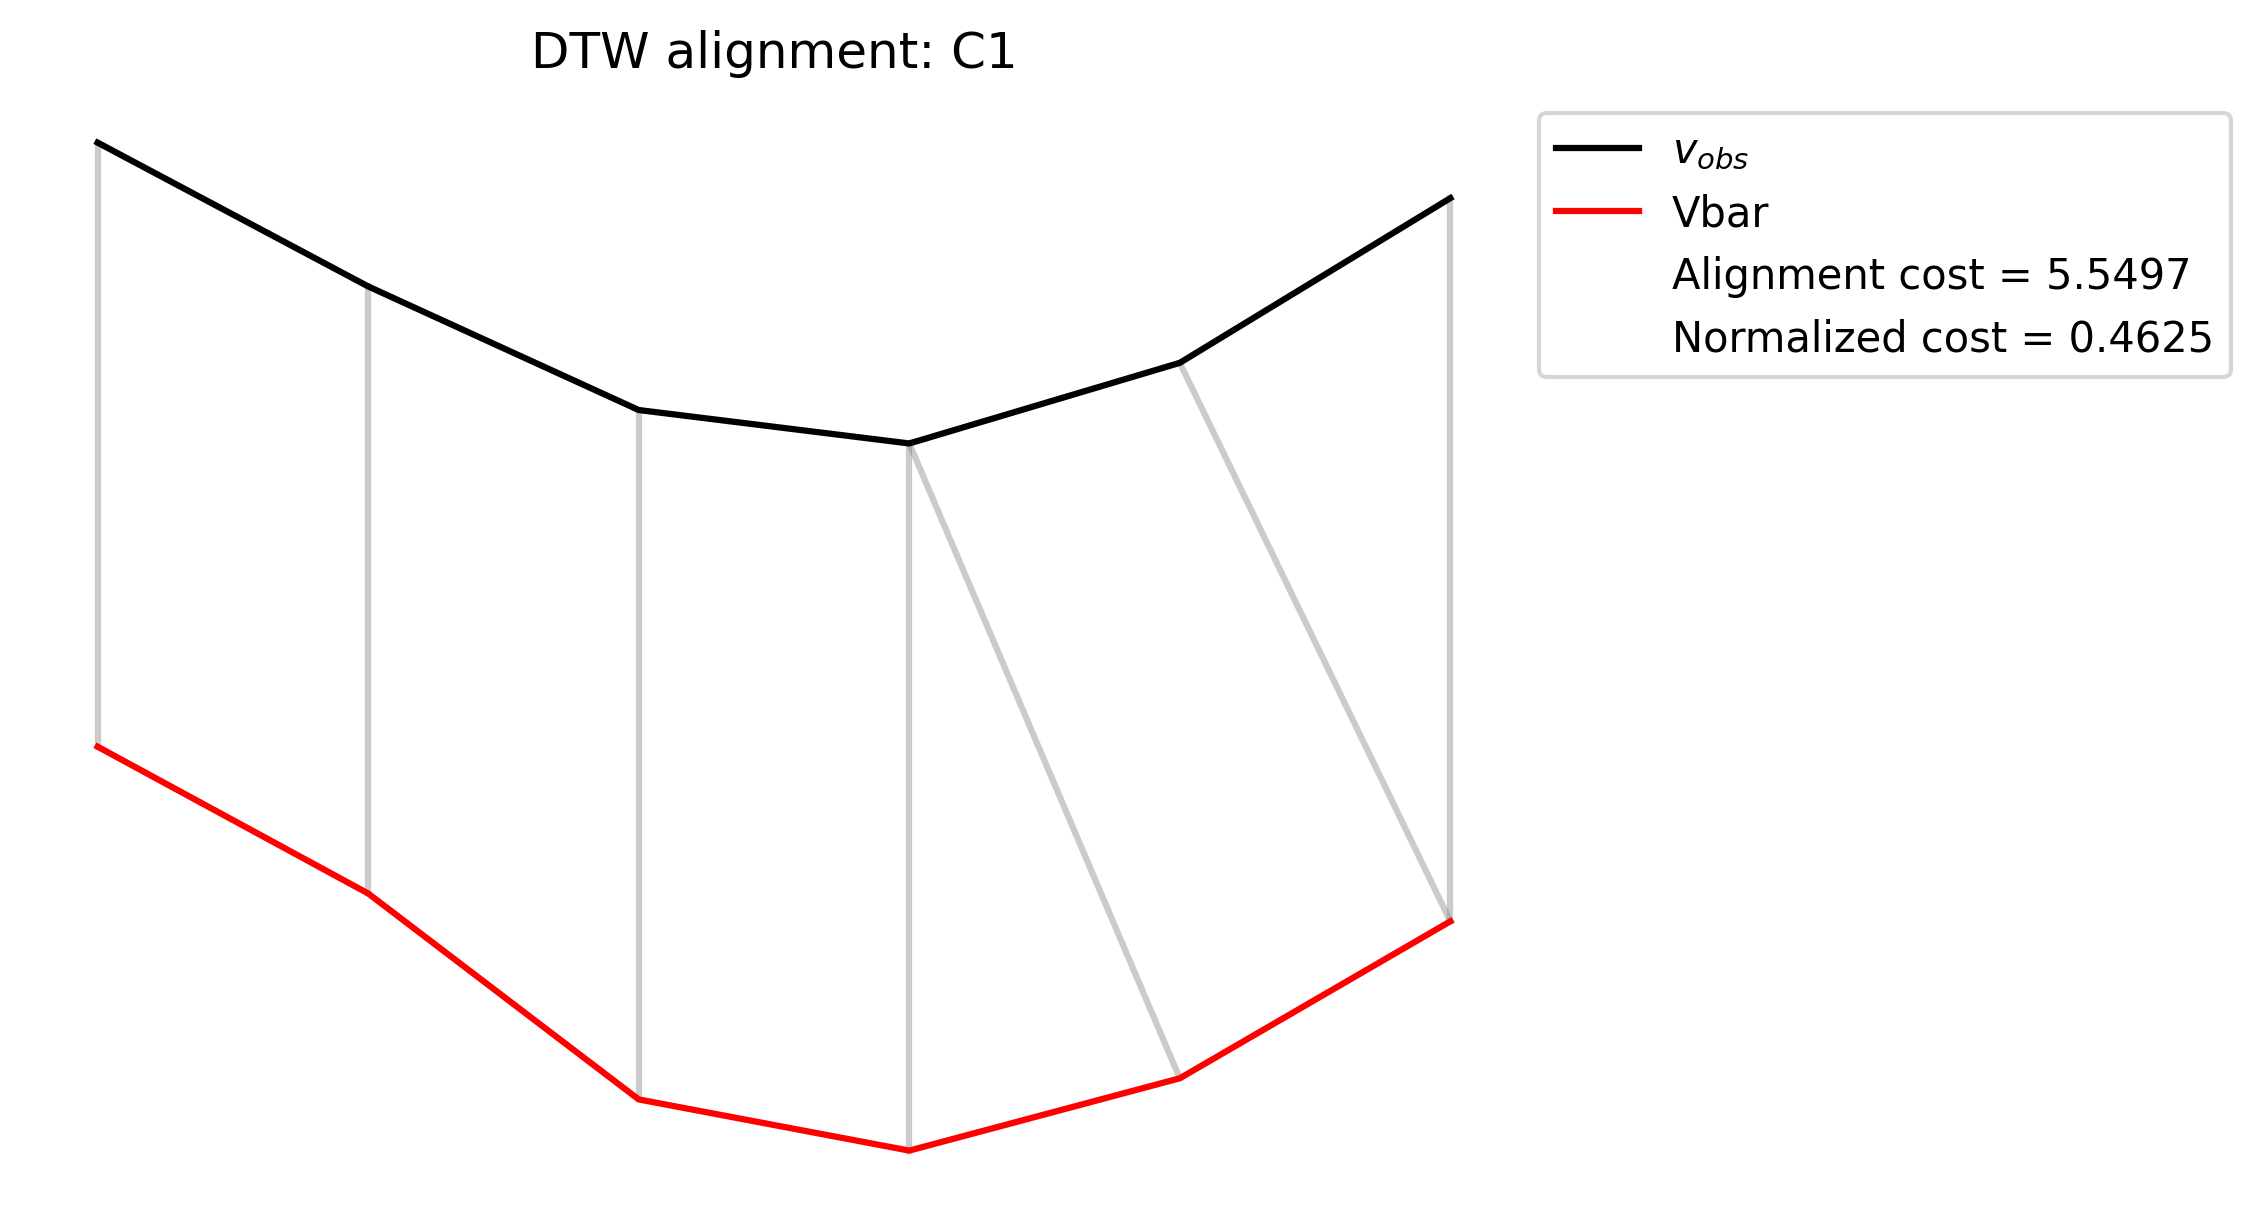 DTW alignment: C1
v_obs
Vbar
Alignment cost = 5.5497
Normalized cost = 0.4625